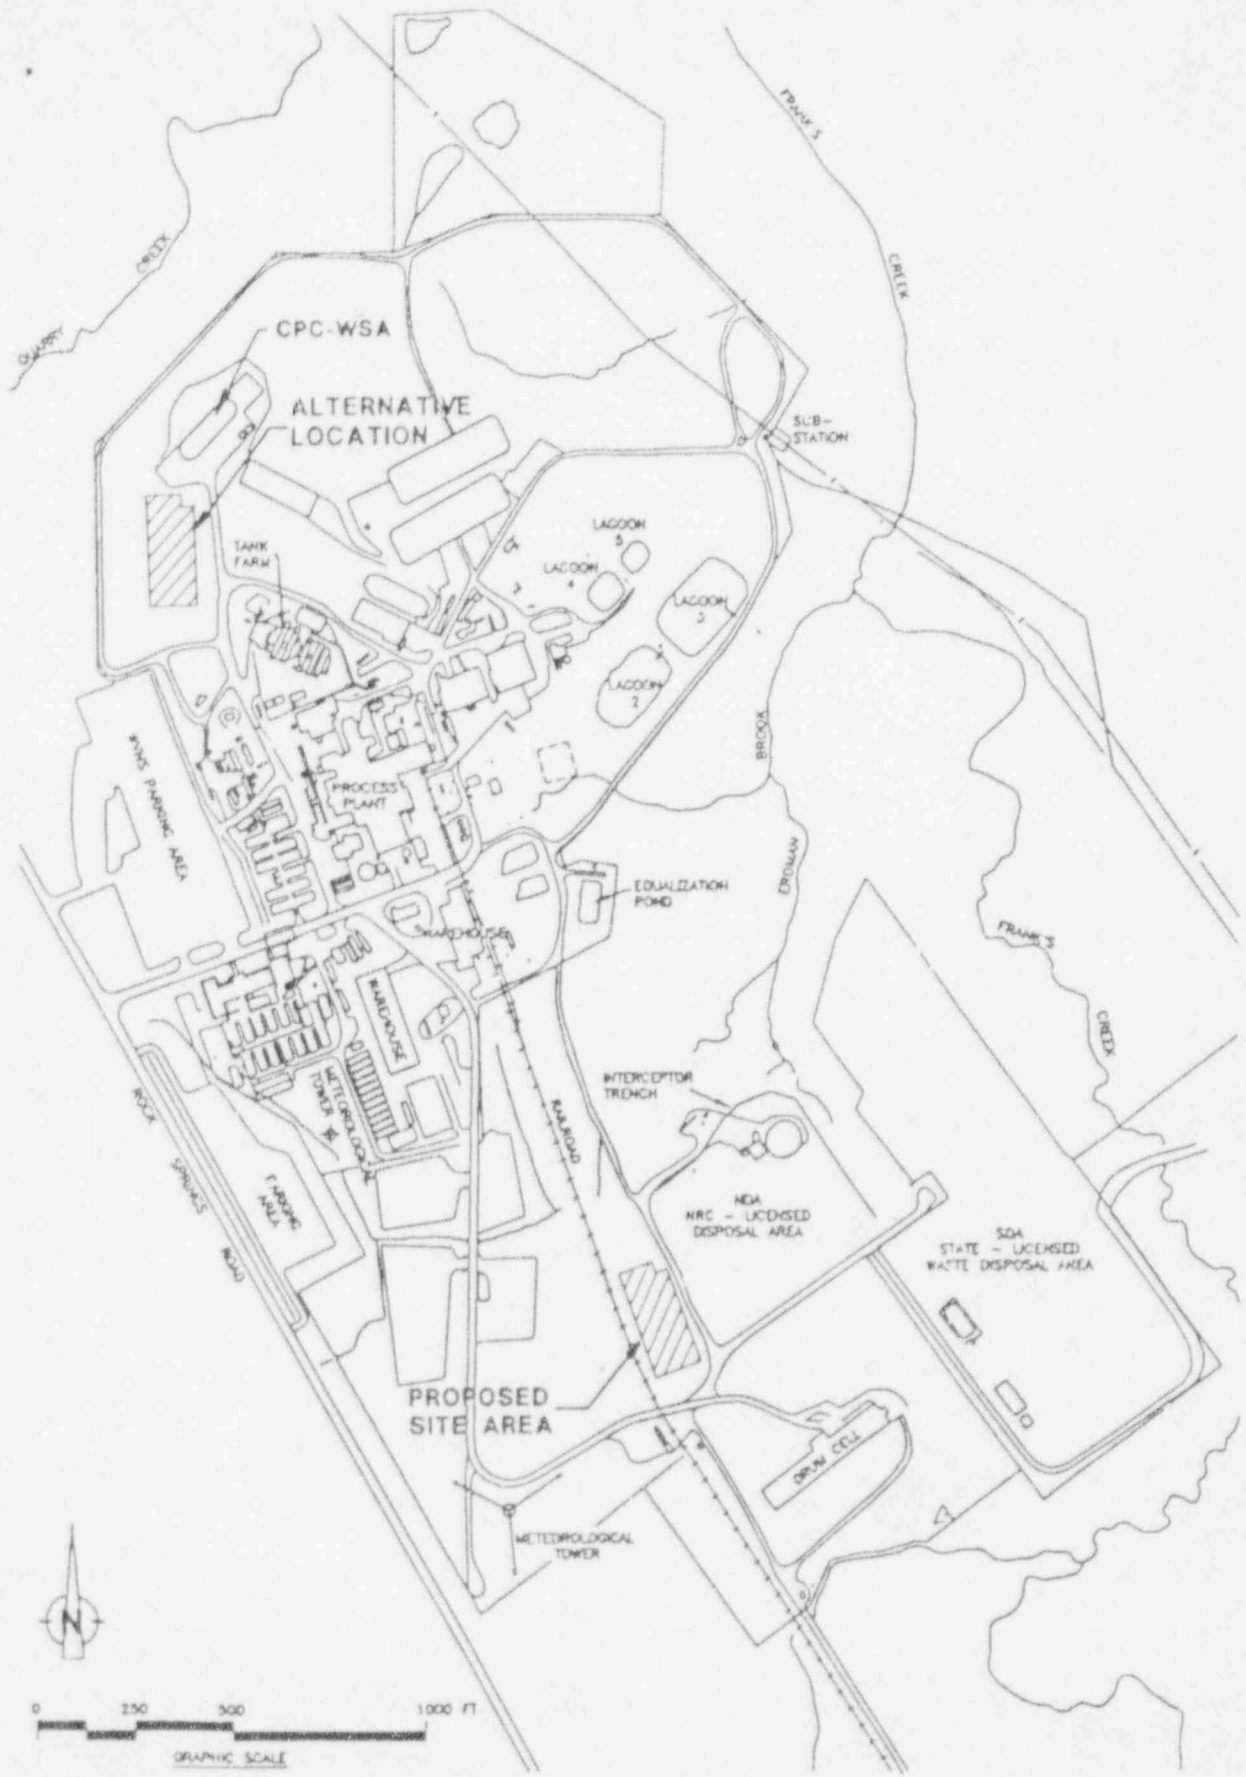 FRANK'S
CREEK
CREEK
QUARRY
CPC-WSA
ALTERNATIVE
LOCATION
SUB-
STATION
TANK
FARM
LAGOON
5
LAGOON
4
LAGOON
3
LAGOON
2
BROOK
WVNS PARKING AREA
PROCESS
PLANT
ERDMAN
EQUALIZATION
POND
WAREHOUSE
FRANK'S
CREEK
WAREHOUSE
METEOROLOGICAL
TOWER
INTERCEPTOR
TRENCH
RAILROAD
ROCK
SPRINGS
ROAD
PARKING
AREA
NDA
NRC - LICENSED
DISPOSAL AREA
SDA
STATE - LICENSED
WASTE DISPOSAL AREA
PROPOSED
SITE AREA
DRUM CELL
METEOROLOGICAL
TOWER
N
0 250 500 1000 FT
GRAPHIC SCALE